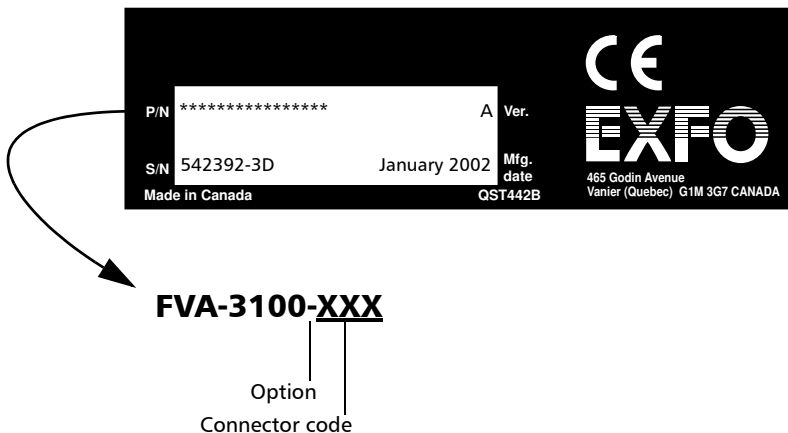 CE
P/N **************** A Ver.
EXFO
S/N 542392-3D January 2002 Mfg. date
465 Godin Avenue
Vanier (Quebec) G1M 3G7 CANADA
Made in Canada QST442B
FVA-3100-XXX
Option
Connector code